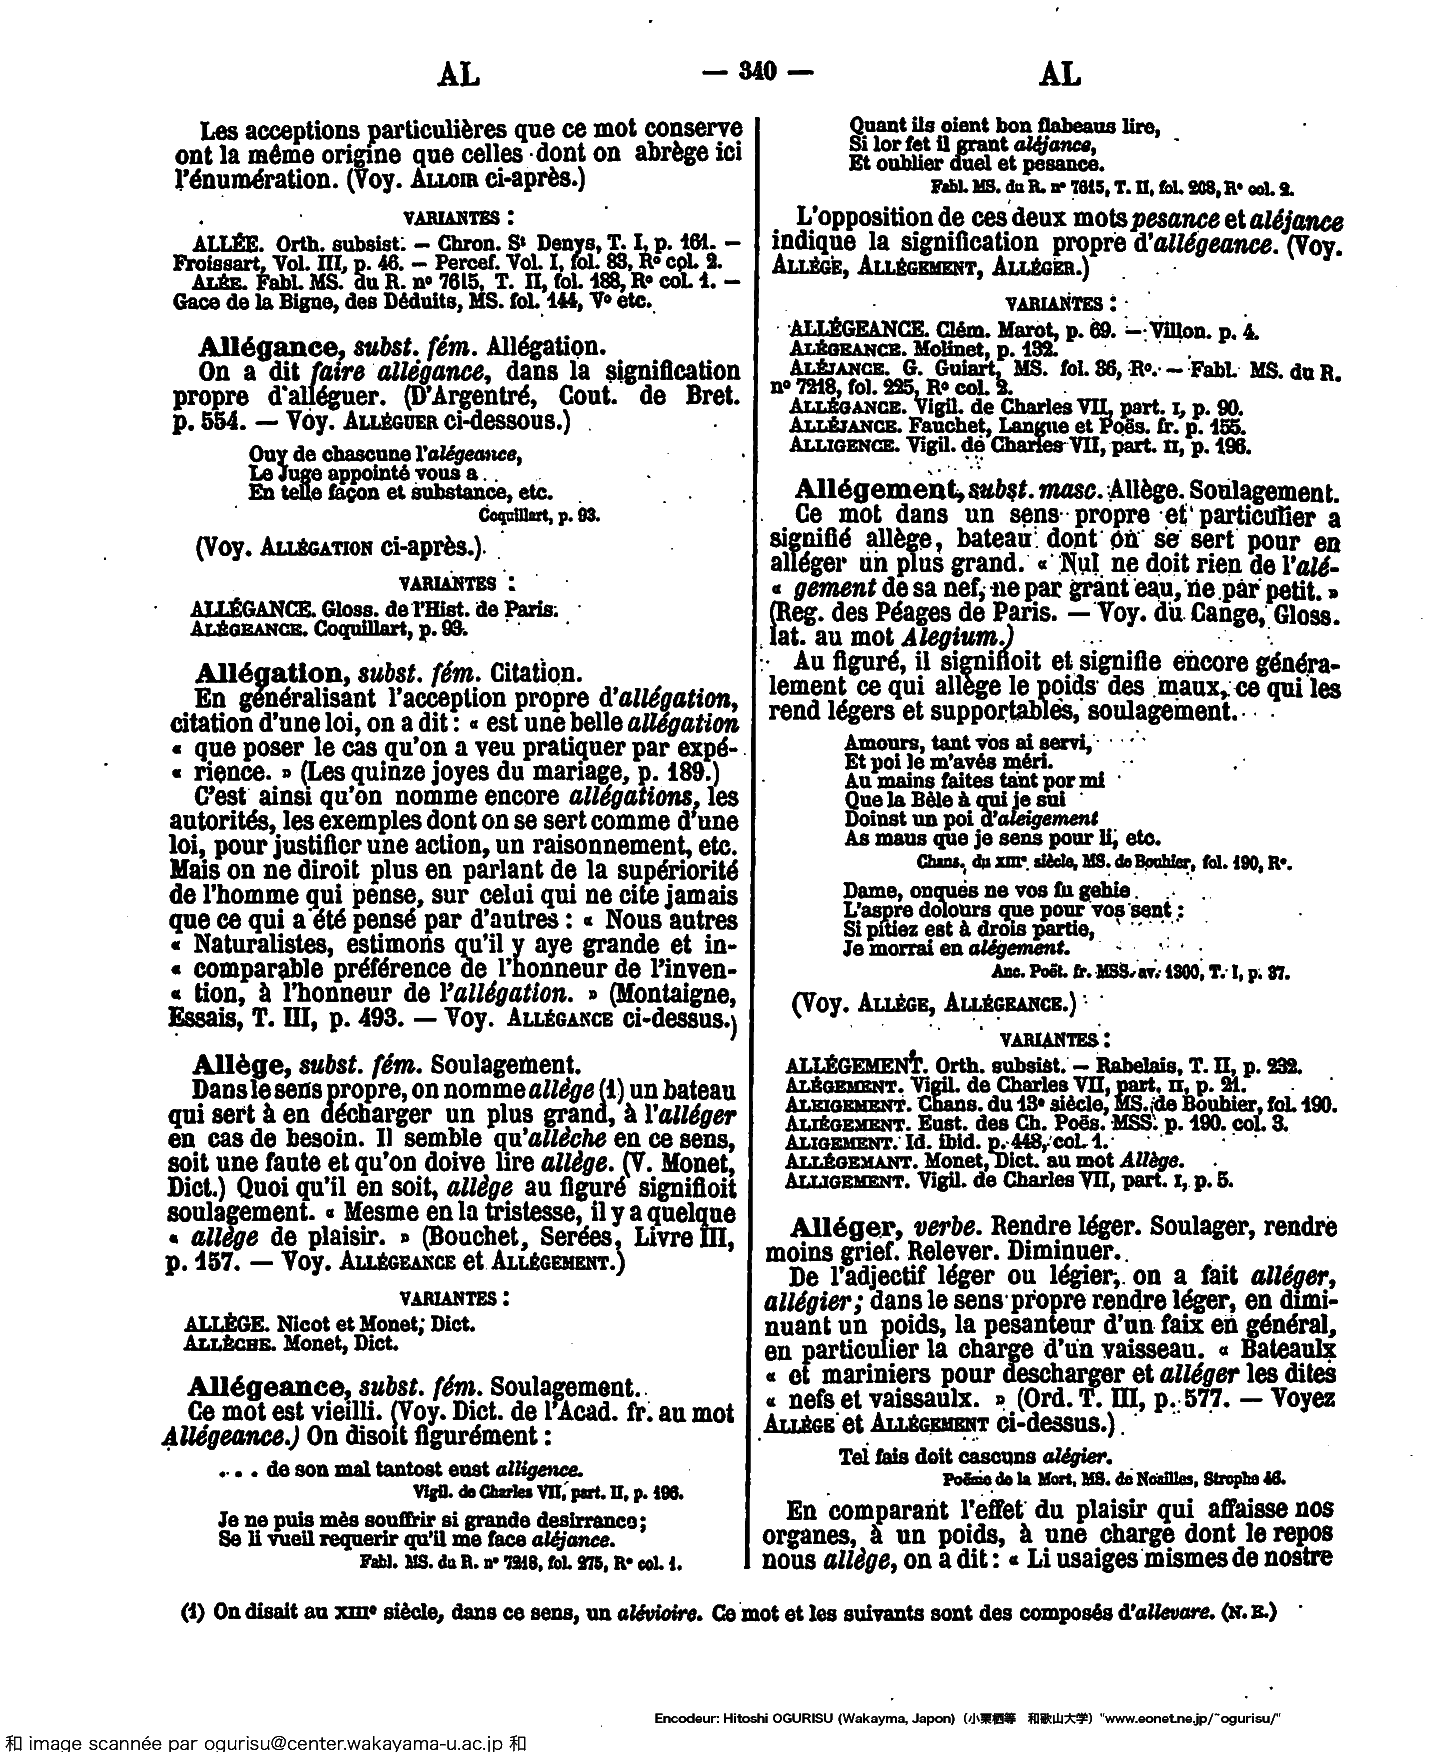 AL — 340 — AL
Les acceptions particulières que ce mot conserve
ont la même origine que celles dont on abrège ici
l'énumération. (Voy. ALLOIR ci-après.)
VARIANTES :
ALLÉE. Orth. subsist. — Chron. St Denys, T. I, p. 161. —
Froissart, Vol. III, p. 46. — Percef. Vol. I, fol. 83, Ro col. 2.
ALÉE. Fabl. MS. du R. no 7615, T. II, fol. 188, Ro col. 1. —
Gace de la Bigne, des Déduits, MS. fol. 144, Vo etc.
Allégance, subst. fém. Allégation.
On a dit faire allégance, dans la signification
propre d'alléguer. (D'Argentré, Cout. de Bret.
p. 554. — Voy. ALLÉGUER ci-dessous.)
Ouy de chascune l'alégeance,
Le Juge appointé vous a..
En telle façon et substance, etc.
Coquillart, p. 93.
(Voy. ALLÉGATION ci-après.)
VARIANTES :
ALLÉGANCE. Gloss. de l'Hist. de Paris.
ALÉGEANCE. Coquillart, p. 93.
Allégation, subst. fém. Citation.
En généralisant l'acception propre d'allégation,
citation d'une loi, on a dit : « est une belle allégation
« que poser le cas qu'on a veu pratiquer par expé-
« rience. » (Les quinze joyes du mariage, p. 189.)
C'est ainsi qu'on nomme encore allégations, les
autorités, les exemples dont on se sert comme d'une
loi, pour justifier une action, un raisonnement, etc.
Mais on ne diroit plus en parlant de la supériorité
de l'homme qui pense, sur celui qui ne cite jamais
que ce qui a été pensé par d'autres : « Nous autres
« Naturalistes, estimons qu'il y aye grande et in-
« comparable préférence de l'honneur de l'inven-
« tion, à l'honneur de l'allégation. » (Montaigne,
Essais, T. III, p. 493. — Voy. ALLÉGANCE ci-dessus.)
Allège, subst. fém. Soulagement.
Dans le sens propre, on nomme allège (1) un bateau
qui sert à en décharger un plus grand, à l'alléger
en cas de besoin. Il semble qu'allèche en ce sens,
soit une faute et qu'on doive lire allège. (V. Monet,
Dict.) Quoi qu'il en soit, allège au figuré signifioit
soulagement. « Mesme en la tristesse, il y a quelque
« allège de plaisir. » (Bouchet, Serées, Livre III,
p. 157. — Voy. ALLÉGEANCE et ALLÉGEMENT.)
VARIANTES :
ALLÈGE. Nicot et Monet, Dict.
ALLÈCHE. Monet, Dict.
Allégeance, subst. fém. Soulagement.
Ce mot est vieilli. (Voy. Dict. de l'Acad. fr. au mot
Allégeance.) On disoit figurément :
.... de son mal tantost eust alligence.
Vigil. de Charles VII, part. II, p. 196.
Je ne puis mès souffrir si grande desirrance;
Se li vueil requerir qu'il me face aléjance.
Fabl. MS. du R. no 7218, fol. 275, Ro col. 1.
Quant ils oient bon flabeaus lire,
Si lor fet il grant aléjance,
Et oublier duel et pesance.
Fabl. MS. du R. no 7615, T. II, fol. 208, Ro col. 2.
L'opposition de ces deux mots pesance et aléjance
indique la signification propre d'allégeance. (Voy.
ALLÈGE, ALLÉGEMENT, ALLÉGER.)
VARIANTES :
ALLÉGEANCE. Clém. Marot, p. 69. — Villon. p. 4.
ALÉGEANCE. Molinet, p. 132.
ALÉJANCE. G. Guiart, MS. fol. 36, Ro. — Fabl. MS. du R.
no 7218, fol. 225, Ro col. 2.
ALLÉGANCE. Vigil. de Charles VII, part. I, p. 90.
ALLÉJANCE. Fauchet, Langue et Poës. fr. p. 155.
ALLIGENCE. Vigil. de Charles VII, part. II, p. 196.
Allégement, subst. masc. Allège. Soulagement.
Ce mot dans un sens propre et particulier a
signifié allège, bateau dont on se sert pour en
alléger un plus grand. « Nul ne doit rien de l'alé-
« gement de sa nef, ne par grant eau, ne par petit. »
(Reg. des Péages de Paris. — Voy. du Cange, Gloss.
lat. au mot Alegium.)
Au figuré, il signifioit et signifie encore généra-
lement ce qui allège le poids des maux, ce qui les
rend légers et supportables, soulagement.
Amours, tant vos ai servi,
Et poi le m'avés méri.
Au mains faites tant por mi
Que la Bèle à qui je sui
Doinst un poi d'aleigement
As maus que je sens pour li, etc.
Chans. du XIIIe siècle, MS. de Bouhier, fol. 190, Ro.
Dame, onques ne vos fu gehie
L'aspre dolours que pour vos sent ;
Si pitiez est à drois partie,
Je morrai en alégement.
Anc. Poët. fr. MSS. av. 1300, T. I, p. 37.
(Voy. ALLÈGE, ALLÉGEANCE.)
VARIANTES :
ALLÉGEMENT. Orth. subsist. — Rabelais, T. II, p. 232.
ALÉGEMENT. Vigil. de Charles VII, part. II, p. 21.
ALEIGEMENT. Chans. du 13e siècle, MS. de Bouhier, fol. 190.
ALIÉGEMENT. Eust. des Ch. Poës. MSS. p. 190. col. 3.
ALIGEMENT. Id. ibid. p. 448, col. 1.
ALLÉGEMANT. Monet, Dict. au mot Allège.
ALLIGEMENT. Vigil. de Charles VII, part. I, p. 5.
Alléger, verbe. Rendre léger. Soulager, rendre
moins grief. Relever. Diminuer.
De l'adjectif léger ou légier, on a fait alléger,
allégier; dans le sens propre rendre léger, en dimi-
nuant un poids, la pesanteur d'un faix en général,
en particulier la charge d'un vaisseau. « Bateaulx
« et mariniers pour descharger et alléger les dites
« nefs et vaissaulx. » (Ord. T. III, p. 577. — Voyez
ALLÈGE et ALLÉGEMENT ci-dessus.)
Tel fais doit cascuns alégier.
Poëme de la Mort, MS. de Noailles, Strophe 46.
En comparant l'effet du plaisir qui affaisse nos
organes, à un poids, à une charge dont le repos
nous allège, on a dit : « Li usaiges mismes de nostre
(1) On disait au XIIIe siècle, dans ce sens, un alévioire. Ce mot et les suivants sont des composés d'allevare. (N. E.)
Encodeur: Hitoshi OGURISU (Wakayma, Japon)（小栗栖等 和歌山大学）"www.eonet.ne.jp/~ogurisu/"
和 image scannée par ogurisu@center.wakayama-u.ac.jp 和